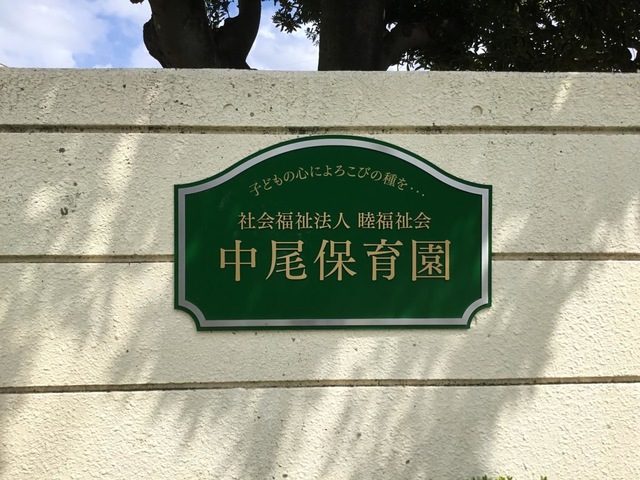 子どもの心によろこびの種を・・・
社会福祉法人 睦福祉会
中尾保育園